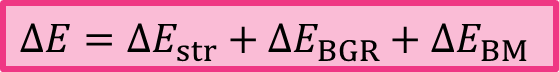 ΔE = ΔE_str + ΔE_BGR + ΔE_BM